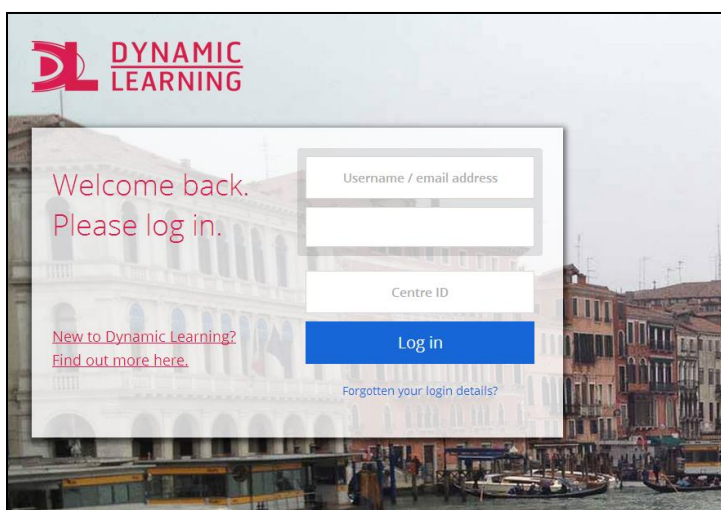 DYNAMIC
LEARNING
Welcome back.
Please log in.
Username / email address
Centre ID
New to Dynamic Learning?
Find out more here.
Log in
Forgotten your login details?